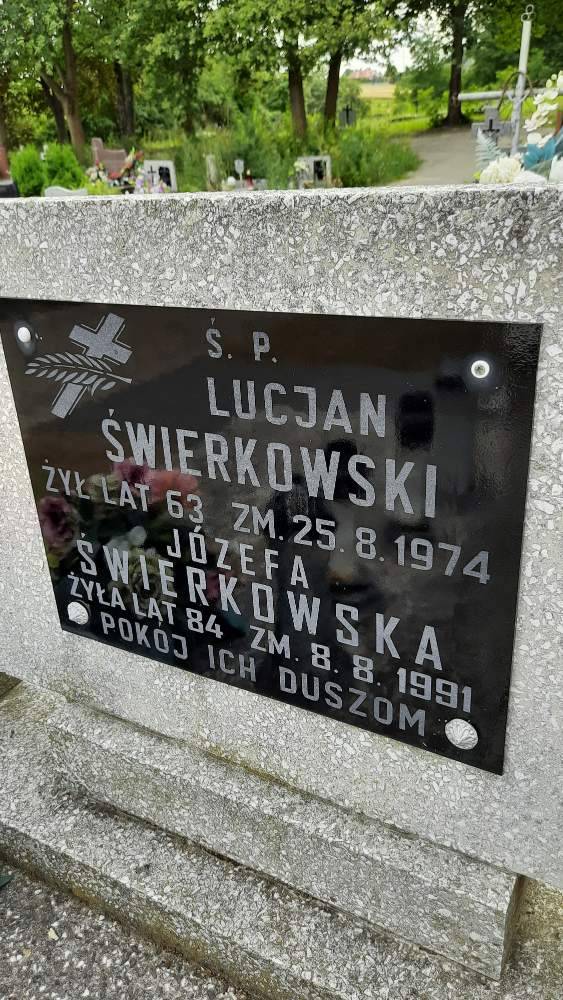 Ś. P.
LUCJAN
ŚWIERKOWSKI
ŻYŁ LAT 63 ZM. 25. 8. 1974
JÓZEFA
ŚWIERKOWSKA
ŻYŁA LAT 84 ZM. 8. 8. 1991
POKÓJ ICH DUSZOM